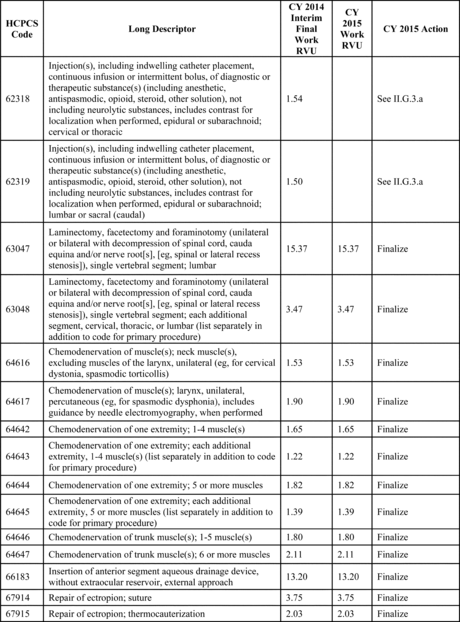 HCPCS Code | Long Descriptor | CY 2014 Interim Final Work RVU | CY 2015 Work RVU | CY 2015 Action
62318 | Injection(s), including indwelling catheter placement, continuous infusion or intermittent bolus, of diagnostic or therapeutic substance(s) (including anesthetic, antispasmodic, opioid, steroid, other solution), not including neurolytic substances, includes contrast for localization when performed, epidural or subarachnoid; cervical or thoracic | 1.54 | | See II.G.3.a
62319 | Injection(s), including indwelling catheter placement, continuous infusion or intermittent bolus, of diagnostic or therapeutic substance(s) (including anesthetic, antispasmodic, opioid, steroid, other solution), not including neurolytic substances, includes contrast for localization when performed, epidural or subarachnoid; lumbar or sacral (caudal) | 1.50 | | See II.G.3.a
63047 | Laminectomy, facetectomy and foraminotomy (unilateral or bilateral with decompression of spinal cord, cauda equina and/or nerve root[s], [eg, spinal or lateral recess stenosis]), single vertebral segment; lumbar | 15.37 | 15.37 | Finalize
63048 | Laminectomy, facetectomy and foraminotomy (unilateral or bilateral with decompression of spinal cord, cauda equina and/or nerve root[s], [eg, spinal or lateral recess stenosis]), single vertebral segment; each additional segment, cervical, thoracic, or lumbar (list separately in addition to code for primary procedure) | 3.47 | 3.47 | Finalize
64616 | Chemodenervation of muscle(s); neck muscle(s), excluding muscles of the larynx, unilateral (eg, for cervical dystonia, spasmodic torticollis) | 1.53 | 1.53 | Finalize
64617 | Chemodenervation of muscle(s); larynx, unilateral, percutaneous (eg, for spasmodic dysphonia), includes guidance by needle electromyography, when performed | 1.90 | 1.90 | Finalize
64642 | Chemodenervation of one extremity; 1-4 muscle(s) | 1.65 | 1.65 | Finalize
64643 | Chemodenervation of one extremity; each additional extremity, 1-4 muscle(s) (list separately in addition to code for primary procedure) | 1.22 | 1.22 | Finalize
64644 | Chemodenervation of one extremity; 5 or more muscles | 1.82 | 1.82 | Finalize
64645 | Chemodenervation of one extremity; each additional extremity, 5 or more muscles (list separately in addition to code for primary procedure) | 1.39 | 1.39 | Finalize
64646 | Chemodenervation of trunk muscle(s); 1-5 muscle(s) | 1.80 | 1.80 | Finalize
64647 | Chemodenervation of trunk muscle(s); 6 or more muscles | 2.11 | 2.11 | Finalize
66183 | Insertion of anterior segment aqueous drainage device, without extraocular reservoir, external approach | 13.20 | 13.20 | Finalize
67914 | Repair of ectropion; suture | 3.75 | 3.75 | Finalize
67915 | Repair of ectropion; thermocauterization | 2.03 | 2.03 | Finalize